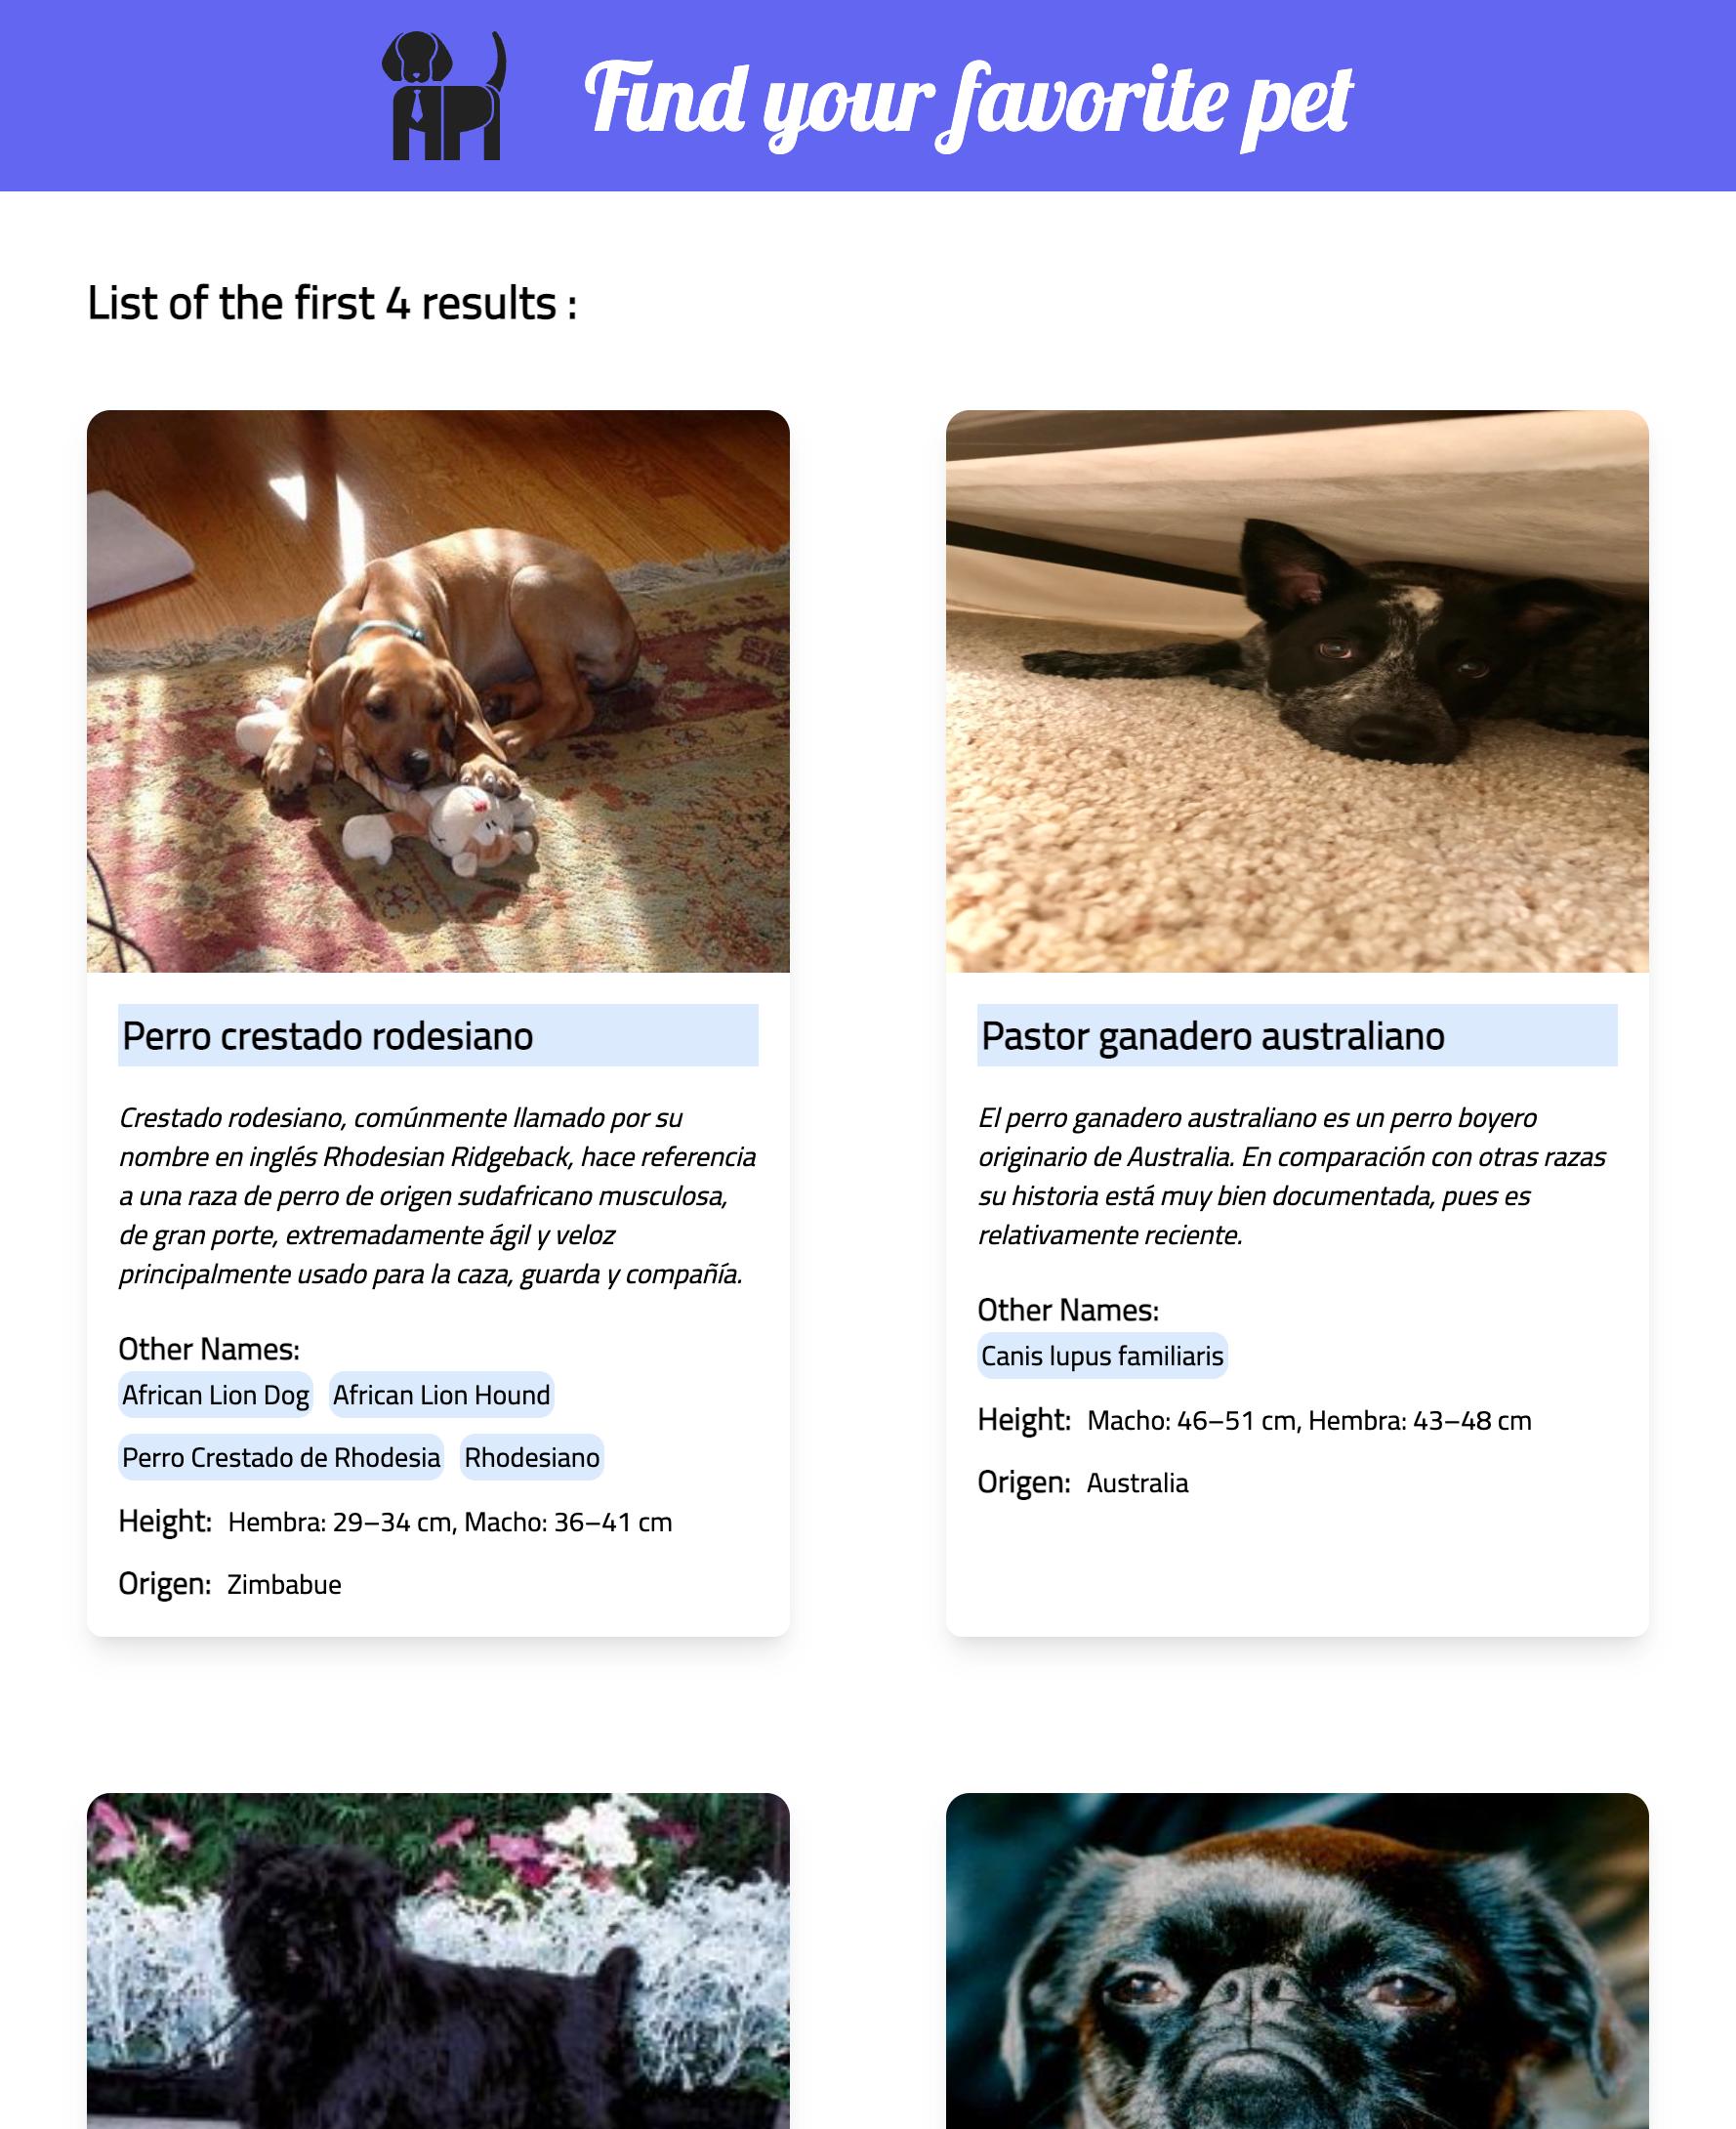 Find your favorite pet
List of the first 4 results :
Perro crestado rodesiano
Crestado rodesiano, comúnmente llamado por su
nombre en inglés Rhodesian Ridgeback, hace referencia
a una raza de perro de origen sudafricano musculosa,
de gran porte, extremadamente ágil y veloz
principalmente usado para la caza, guarda y compañía.
Other Names:
African Lion Dog African Lion Hound
Perro Crestado de Rhodesia Rhodesiano
Height: Hembra: 29–34 cm, Macho: 36–41 cm
Origen: Zimbabue
Pastor ganadero australiano
El perro ganadero australiano es un perro boyero
originario de Australia. En comparación con otras razas
su historia está muy bien documentada, pues es
relativamente reciente.
Other Names:
Canis lupus familiaris
Height: Macho: 46–51 cm, Hembra: 43–48 cm
Origen: Australia